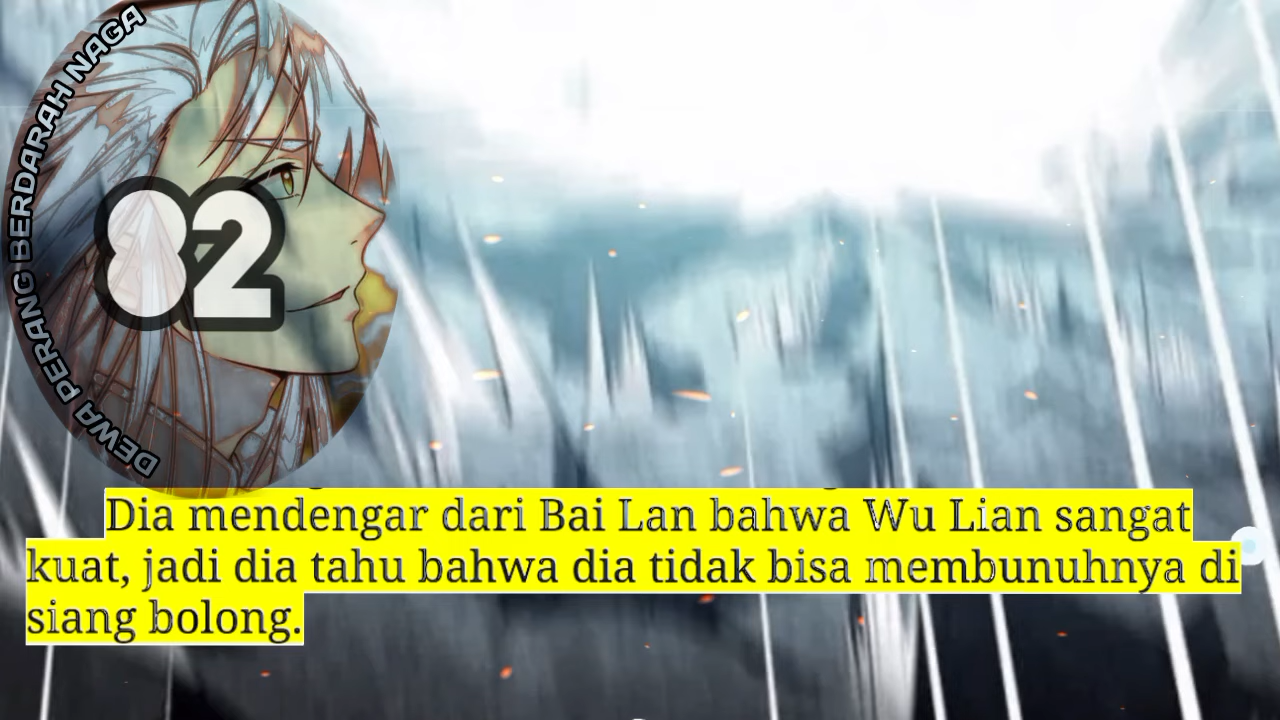 DEWA PERANG BERDARAH NAGA
82
Dia mendengar dari Bai Lan bahwa Wu Lian sangat
kuat, jadi dia tahu bahwa dia tidak bisa membunuhnya di
siang bolong.